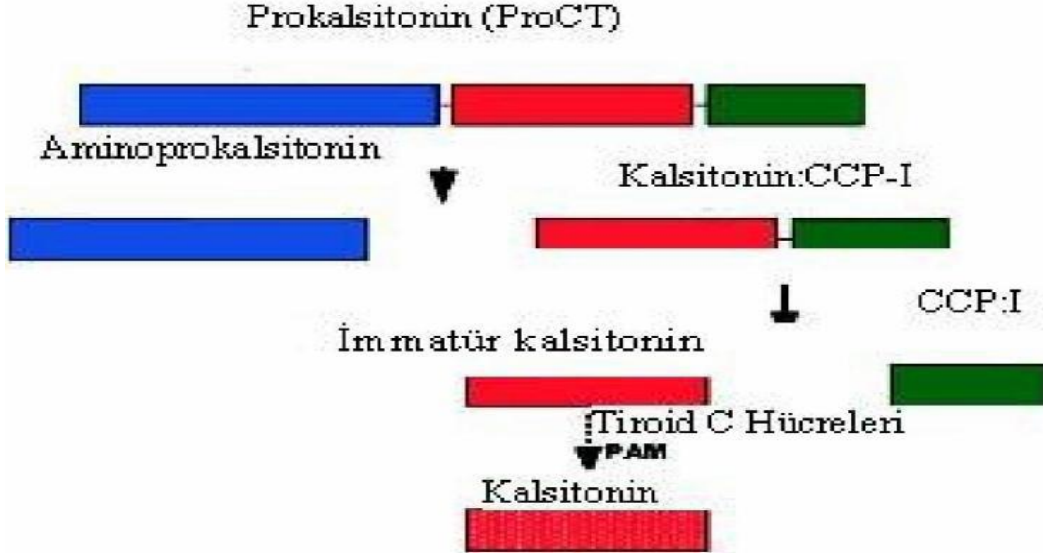 Prokalsitonin (ProCT)
Aminoprokalsitonin
Kalsitonin:CCP-I
CCP:I
İmmatür kalsitonin
Tiroid C Hücreleri
PAM
Kalsitonin